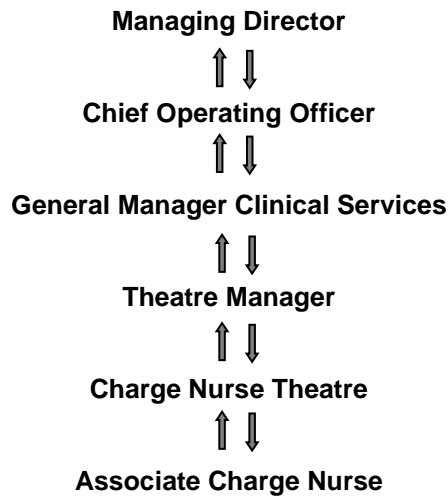 Managing Director
Chief Operating Officer
General Manager Clinical Services
Theatre Manager
Charge Nurse Theatre
Associate Charge Nurse